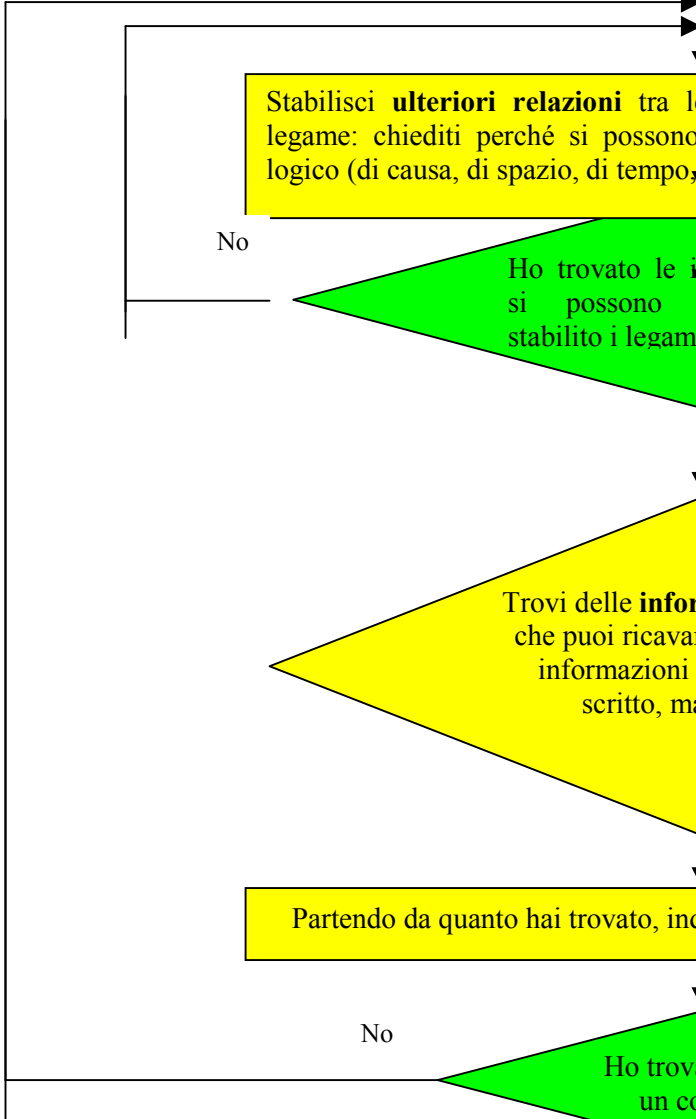 Stabilisci ulteriori relazioni tra
legame: chiediti perché si possono
logico (di causa, di spazio, di tempo,
No
Ho trovato le
si possono
stabilito i legam
Trovi delle infor
che puoi ricava
informazioni
scritto, ma
Partendo da quanto hai trovato, in
No
Ho trov
un co